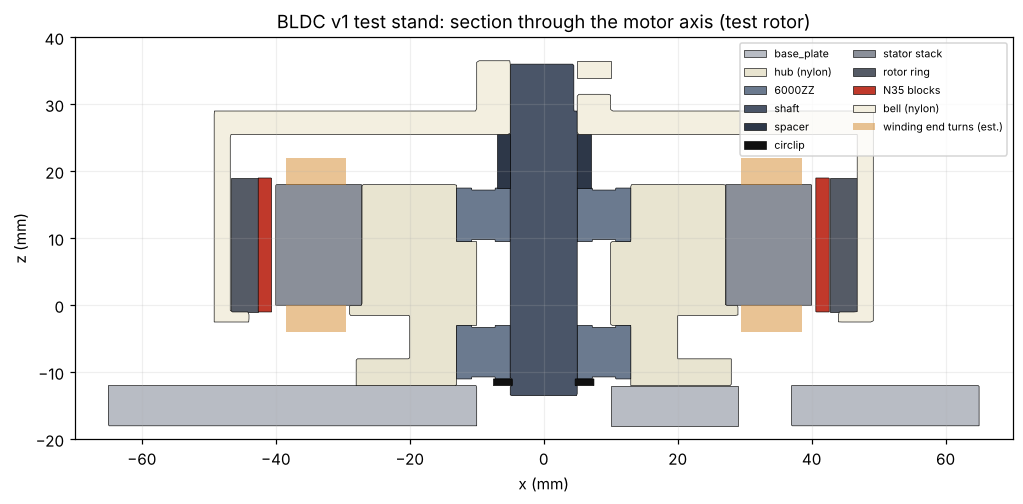 BLDC v1 test stand: section through the motor axis (test rotor)
40
30
20
10
0
−10
−20
z (mm)
base_plate
hub (nylon)
6000ZZ
shaft
spacer
circlip
stator stack
rotor ring
N35 blocks
bell (nylon)
winding end turns (est.)
−60
−40
−20
0
20
40
60
x (mm)